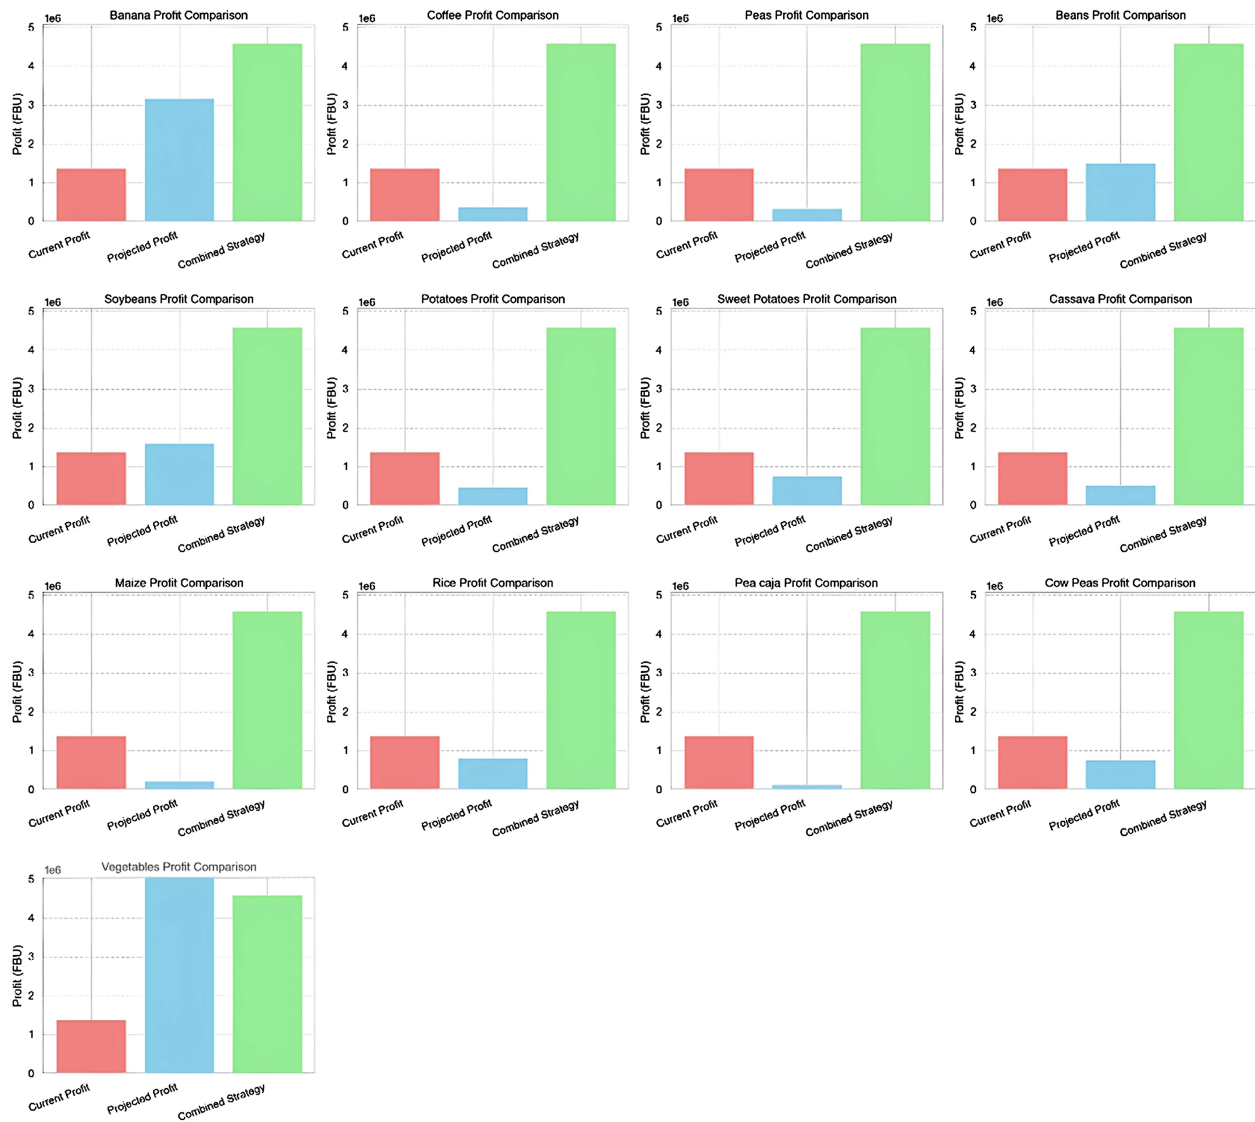 Banana Profit Comparison
1e6
Profit (FBU)
5
4
3
2
1
0
Current Profit
Projected Profit
Combined Strategy
Coffee Profit Comparison
1e6
Profit (FBU)
5
4
3
2
1
0
Current Profit
Projected Profit
Combined Strategy
Peas Profit Comparison
1e6
Profit (FBU)
5
4
3
2
1
0
Current Profit
Projected Profit
Combined Strategy
Beans Profit Comparison
1e6
Profit (FBU)
5
4
3
2
1
0
Current Profit
Projected Profit
Combined Strategy
Soybeans Profit Comparison
1e6
Profit (FBU)
5
4
3
2
1
0
Current Profit
Projected Profit
Combined Strategy
Potatoes Profit Comparison
1e6
Profit (FBU)
5
4
3
2
1
0
Current Profit
Projected Profit
Combined Strategy
Sweet Potatoes Profit Comparison
1e6
Profit (FBU)
5
4
3
2
1
0
Current Profit
Projected Profit
Combined Strategy
Cassava Profit Comparison
1e6
Profit (FBU)
5
4
3
2
1
0
Current Profit
Projected Profit
Combined Strategy
Maize Profit Comparison
1e6
Profit (FBU)
5
4
3
2
1
0
Current Profit
Projected Profit
Combined Strategy
Rice Profit Comparison
1e6
Profit (FBU)
5
4
3
2
1
0
Current Profit
Projected Profit
Combined Strategy
Pea caja Profit Comparison
1e6
Profit (FBU)
5
4
3
2
1
0
Current Profit
Projected Profit
Combined Strategy
Cow Peas Profit Comparison
1e6
Profit (FBU)
5
4
3
2
1
0
Current Profit
Projected Profit
Combined Strategy
Vegetables Profit Comparison
1e6
Profit (FBU)
5
4
3
2
1
0
Current Profit
Projected Profit
Combined Strategy